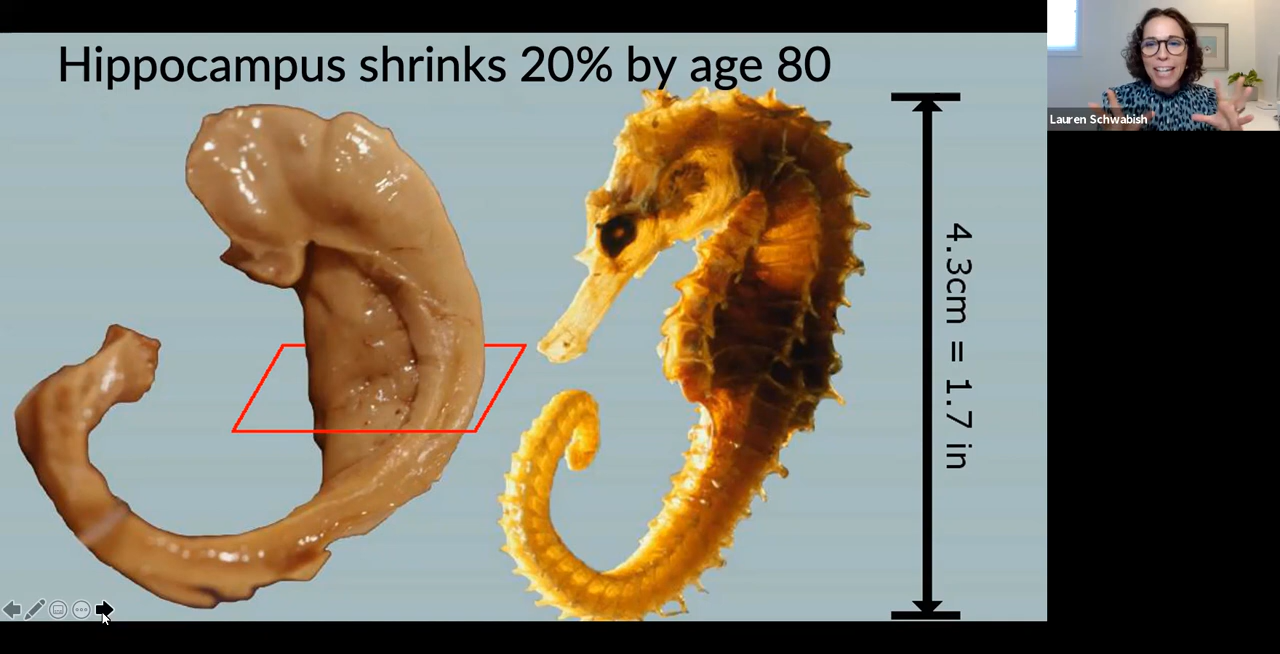 Hippocampus shrinks 20% by age 80
4.3cm = 1.7 in
Lauren Schwabish